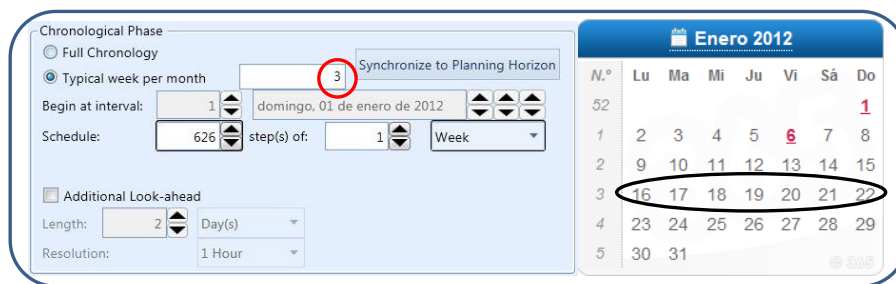 Chronological Phase
Full Chronology
Typical week per month 3 Synchronize to Planning Horizon
Begin at interval: 1 domingo, 01 de enero de 2012
Schedule: 626 step(s) of: 1 Week
Additional Look-ahead
Length: 2 Day(s)
Resolution: 1 Hour
Enero 2012
N.º Lu Ma Mi Ju Vi Sá Do
52 1
1 2 3 4 5 6 7 8
2 9 10 11 12 13 14 15
3 16 17 18 19 20 21 22
4 23 24 25 26 27 28 29
5 30 31
© 365